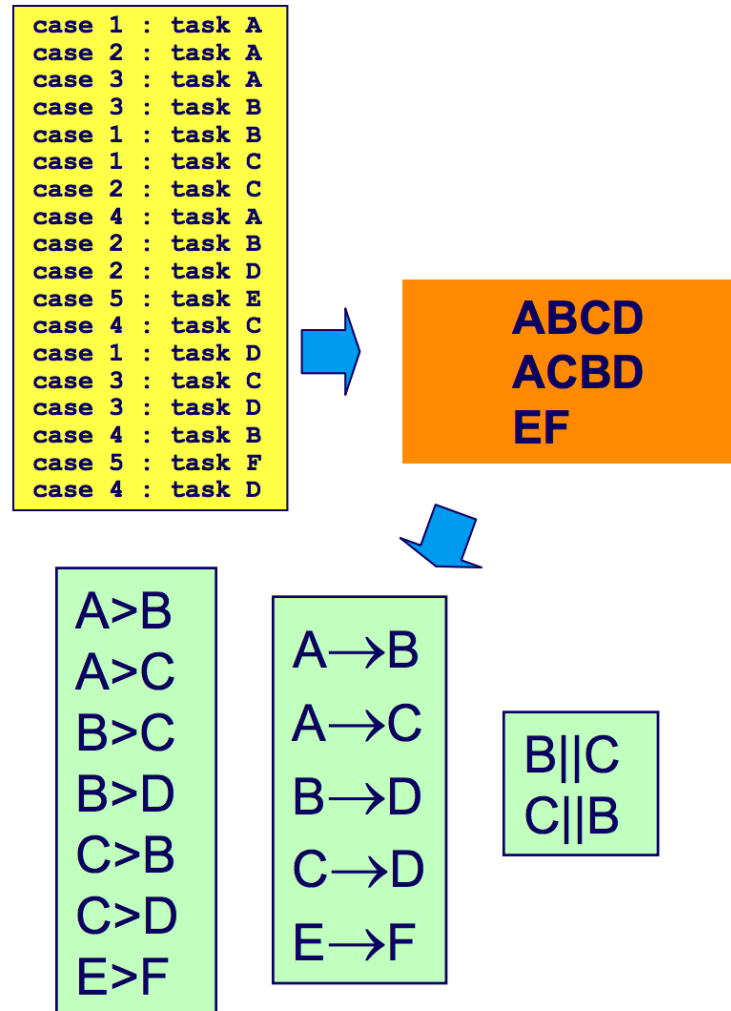 case 1 : task A
case 2 : task A
case 3 : task A
case 3 : task B
case 1 : task B
case 1 : task C
case 2 : task C
case 4 : task A
case 2 : task B
case 2 : task D
case 5 : task E
case 4 : task C
case 1 : task D
case 3 : task C
case 3 : task D
case 4 : task B
case 5 : task F
case 4 : task D
ABCD
ACBD
EF
A>B
A>C
B>C
B>D
C>B
C>D
E>F
A→B
A→C
B→D
C→D
E→F
B||C
C||B